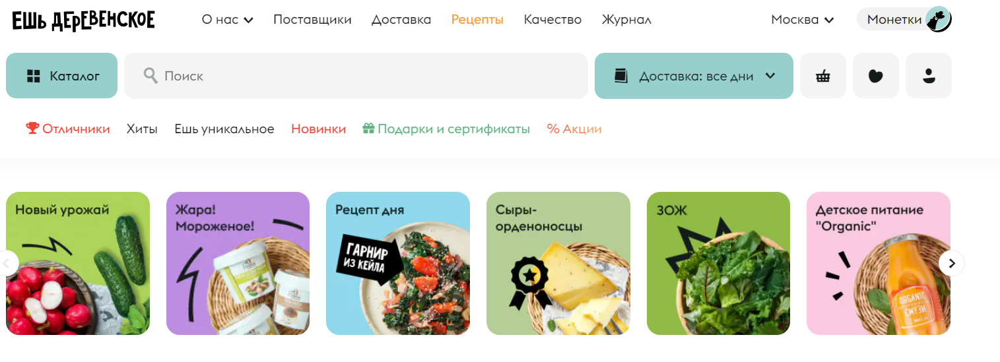 ЕШЬ ДЕРЕВЕНСКОЕ
О нас
Поставщики
Доставка
Рецепты
Качество
Журнал
Москва
Монетки
Каталог
Поиск
Доставка: все дни
Отличники
Хиты
Ешь уникальное
Новинки
Подарки и сертификаты
% Акции
Новый урожай
Жара!
Мороженое!
Рецепт дня
ГАРНИР
ИЗ КЕЙЛА
Сыры-
орденоносцы
ЗОЖ
Детское питание
"Organic"
ORGANIC
СМУЗИ